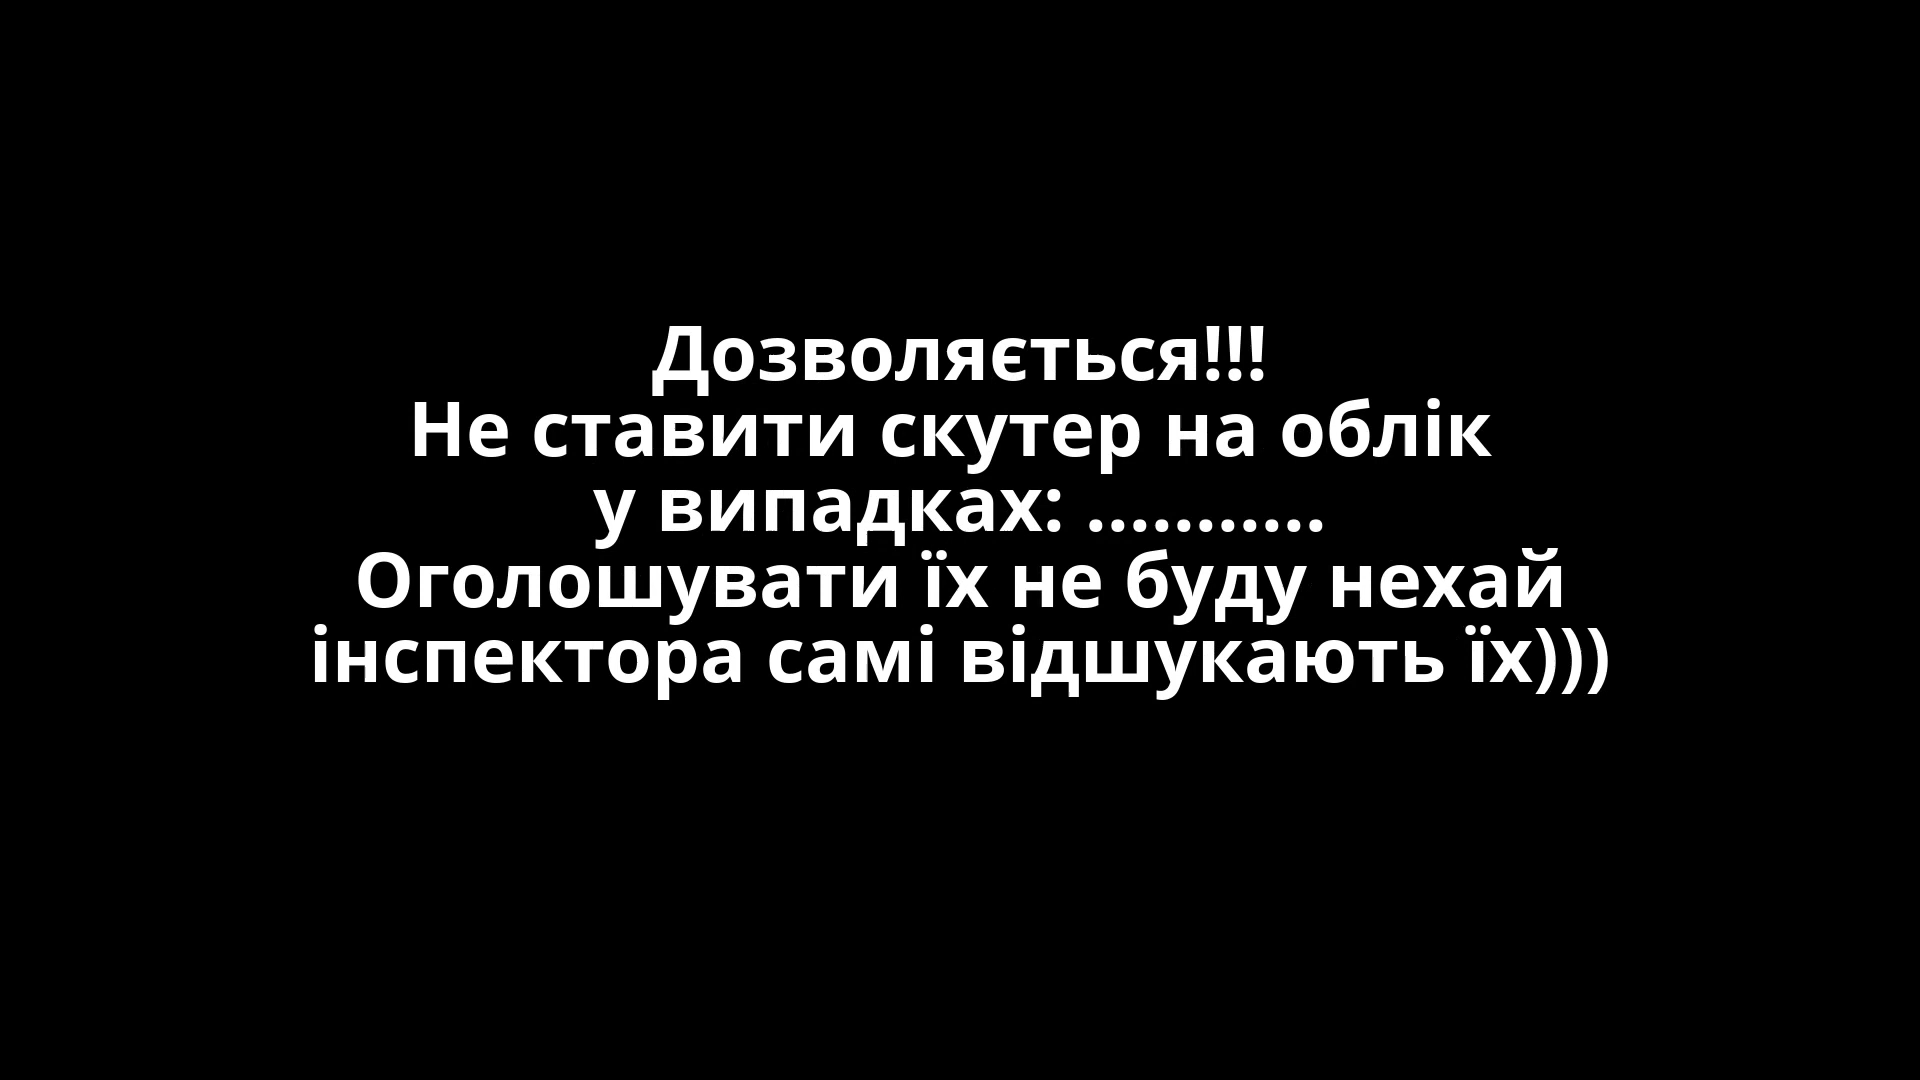 Дозволяється!!!
Не ставити скутер на облік
у випадках: ...........
Оголошувати їх не буду нехай
інспектора самі відшукають їх)))